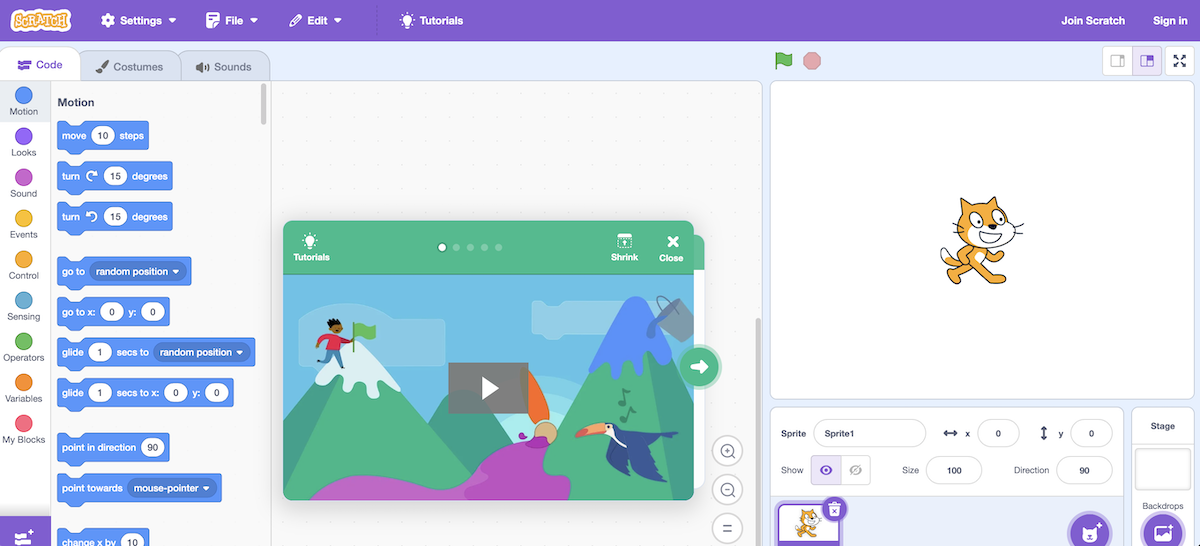 SCRATCH
Settings
File
Edit
Tutorials
Join Scratch
Sign in
Code
Costumes
Sounds
Motion
Looks
Sound
Events
Control
Sensing
Operators
Variables
My Blocks
Motion
move 10 steps
turn 15 degrees
turn 15 degrees
go to random position
go to x: 0 y: 0
glide 1 secs to random position
glide 1 secs to x: 0 y: 0
point in direction 90
point towards mouse-pointer
change x by 10
Tutorials
Shrink
Close
Sprite Sprite1 x 0 y 0
Show Size 100 Direction 90
Stage
Backdrops